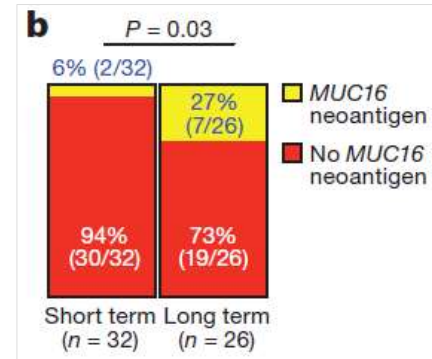 b
P = 0.03
6% (2/32)
27%
(7/26)
MUC16
neoantigen
No MUC16
neoantigen
94%
(30/32)
73%
(19/26)
Short term
(n = 32)
Long term
(n = 26)